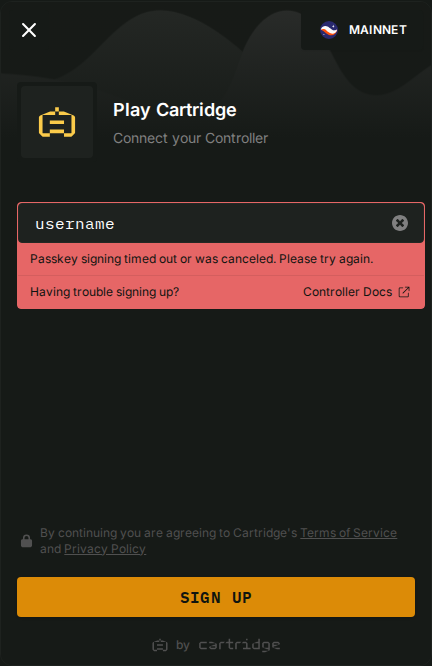 MAINNET
Play Cartridge
Connect your Controller
username
Passkey signing timed out or was canceled. Please try again.
Having trouble signing up? Controller Docs
By continuing you are agreeing to Cartridge's Terms of Service
and Privacy Policy
SIGN UP
by cartridge